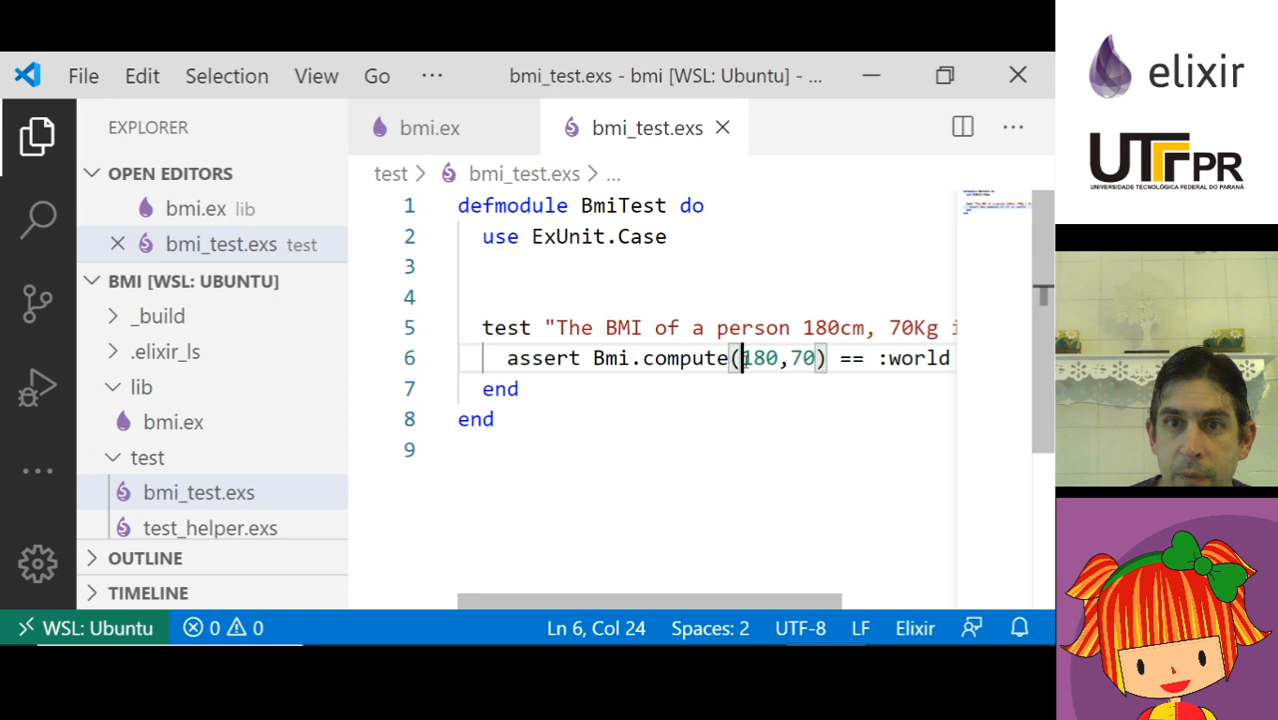 File Edit Selection View Go ··· bmi_test.exs - bmi [WSL: Ubuntu] - ...
EXPLORER
OPEN EDITORS
bmi.ex lib
bmi_test.exs test
BMI [WSL: UBUNTU]
_build
.elixir_ls
lib
bmi.ex
test
bmi_test.exs
test_helper.exs
OUTLINE
TIMELINE
bmi.ex bmi_test.exs
test > bmi_test.exs > ...
1 defmodule BmiTest do
2 use ExUnit.Case
3
4
5 test "The BMI of a person 180cm, 70Kg i
6 assert Bmi.compute(180,70) == :world
7 end
8 end
9
WSL: Ubuntu 0 0 Ln 6, Col 24 Spaces: 2 UTF-8 LF Elixir
elixir
UTFPR
UNIVERSIDADE TECNOLÓGICA FEDERAL DO PARANÁ